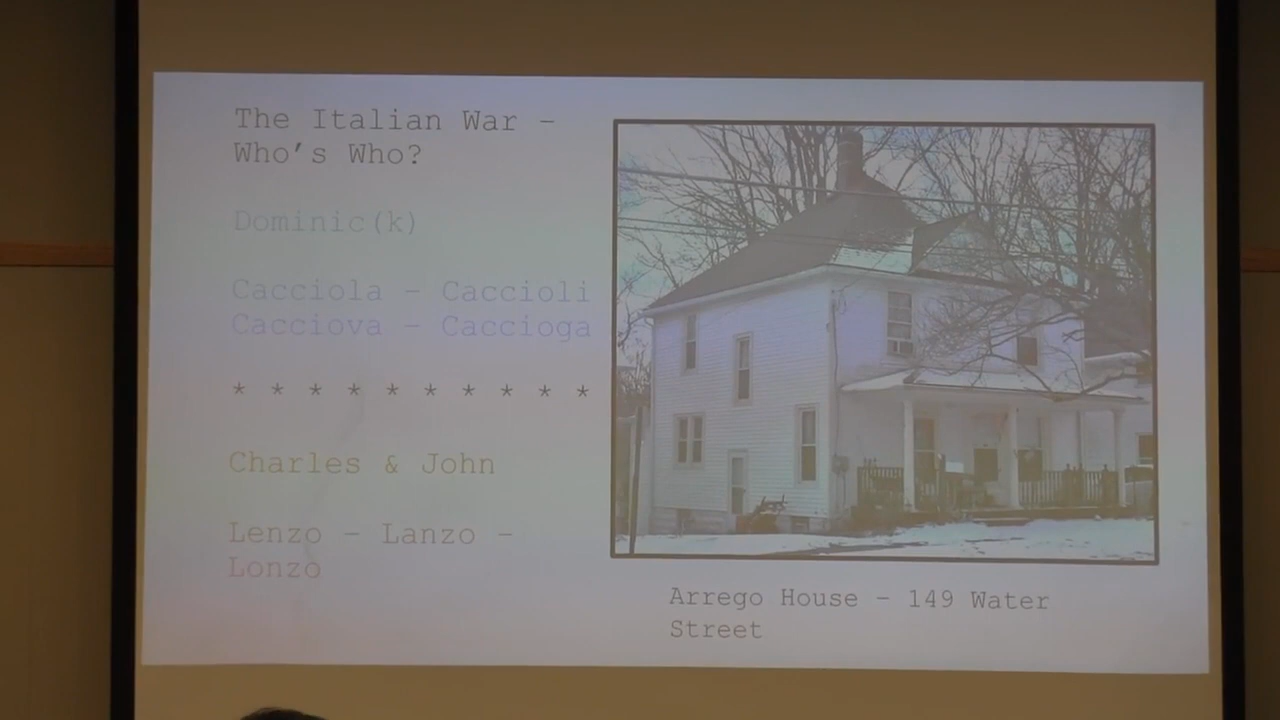 The Italian War –
Who's Who?
Dominic(k)
Cacciola – Caccioli
Cacciova – Caccioga
* * * * * * * * * *
Charles & John
Lenzo – Lanzo –
Lonzo
Arrego House – 149 Water
Street